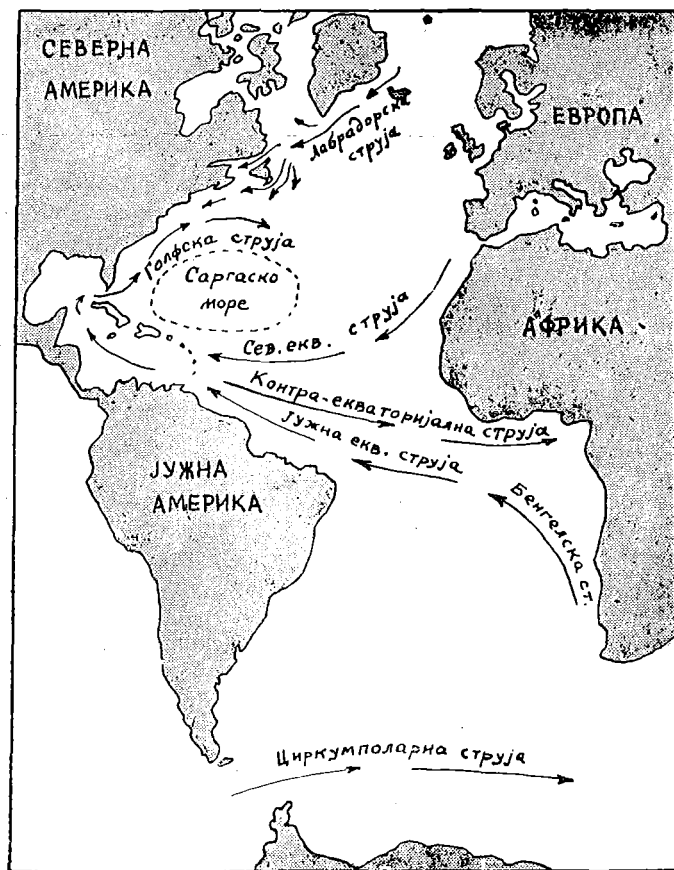 СЕВЕРНА
АМЕРИКА
ЕВРОПА
Лабрадорска
струја
Голфска струја
Саргаско
море
Сев. екв. струја
АФРИКА
Контра-екваторијална струја
Јужна екв. струја
ЈУЖНА
АМЕРИКА
Бенгелска ст.
Циркумполарна струја